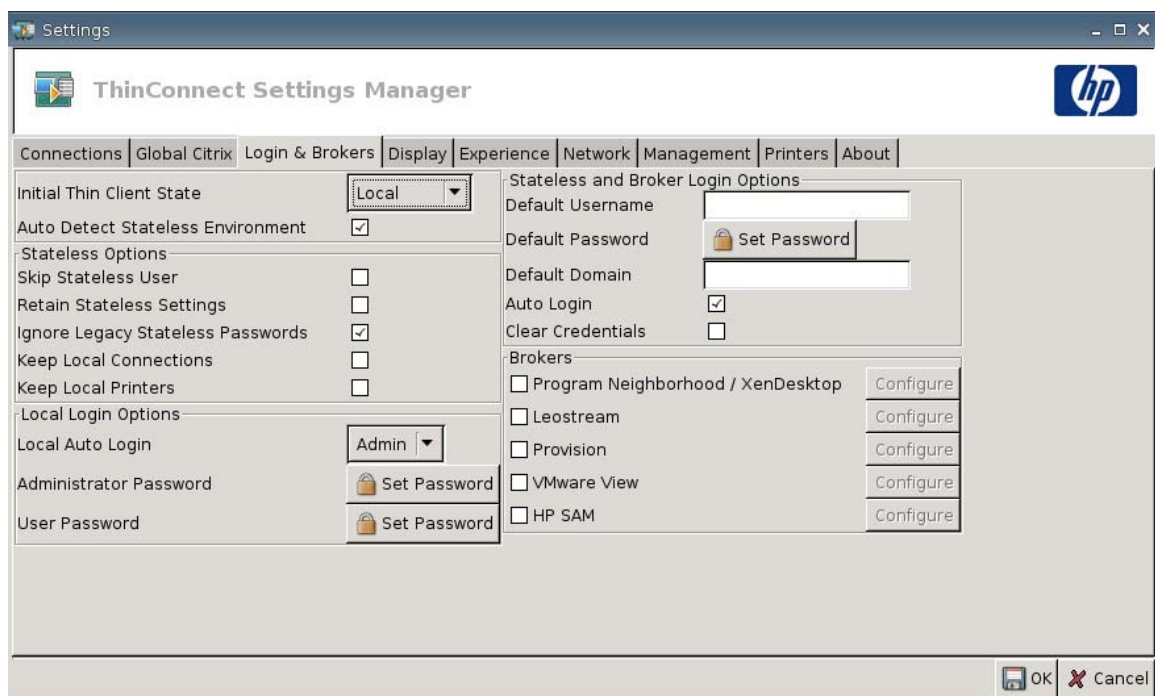 Settings
ThinConnect Settings Manager
hp
Connections Global Citrix Login & Brokers Display Experience Network Management Printers About
Initial Thin Client State Local
Auto Detect Stateless Environment
Stateless Options
Skip Stateless User
Retain Stateless Settings
Ignore Legacy Stateless Passwords
Keep Local Connections
Keep Local Printers
Local Login Options
Local Auto Login Admin
Administrator Password Set Password
User Password Set Password
Stateless and Broker Login Options
Default Username
Default Password Set Password
Default Domain
Auto Login
Clear Credentials
Brokers
Program Neighborhood / XenDesktop Configure
Leostream Configure
Provision Configure
VMware View Configure
HP SAM Configure
OK Cancel